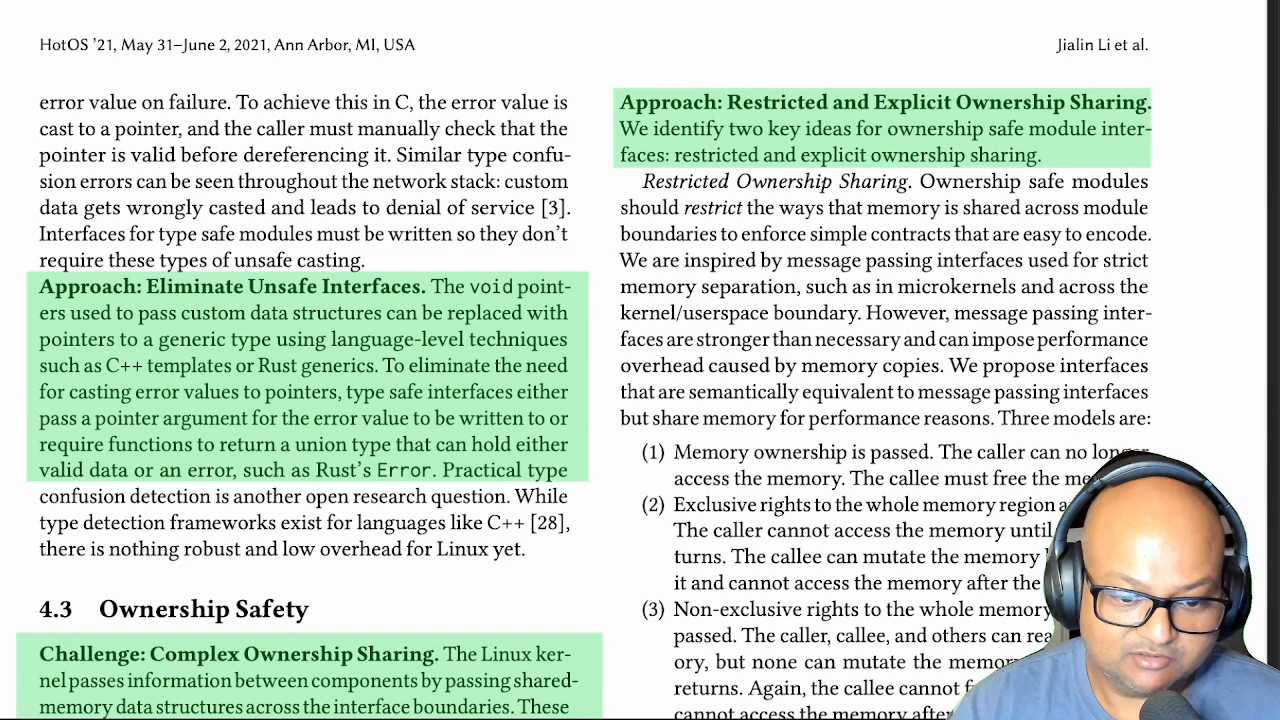 HotOS '21, May 31–June 2, 2021, Ann Arbor, MI, USA
Jialin Li et al.
error value on failure. To achieve this in C, the error value is
cast to a pointer, and the caller must manually check that the
pointer is valid before dereferencing it. Similar type confu-
sion errors can be seen throughout the network stack: custom
data gets wrongly casted and leads to denial of service [3].
Interfaces for type safe modules must be written so they don't
require these types of unsafe casting.
Approach: Eliminate Unsafe Interfaces. The void point-
ers used to pass custom data structures can be replaced with
pointers to a generic type using language-level techniques
such as C++ templates or Rust generics. To eliminate the need
for casting error values to pointers, type safe interfaces either
pass a pointer argument for the error value to be written to or
require functions to return a union type that can hold either
valid data or an error, such as Rust's Error. Practical type
confusion detection is another open research question. While
type detection frameworks exist for languages like C++ [28],
there is nothing robust and low overhead for Linux yet.
4.3 Ownership Safety
Challenge: Complex Ownership Sharing. The Linux ker-
nel passes information between components by passing shared-
memory data structures across the interface boundaries. These
Approach: Restricted and Explicit Ownership Sharing.
We identify two key ideas for ownership safe module inter-
faces: restricted and explicit ownership sharing.
Restricted Ownership Sharing. Ownership safe modules
should restrict the ways that memory is shared across module
boundaries to enforce simple contracts that are easy to encode.
We are inspired by message passing interfaces used for strict
memory separation, such as in microkernels and across the
kernel/userspace boundary. However, message passing inter-
faces are stronger than necessary and can impose performance
overhead caused by memory copies. We propose interfaces
that are semantically equivalent to message passing interfaces
but share memory for performance reasons. Three models are:
(1) Memory ownership is passed. The caller can no longer
access the memory. The callee must free the
(2) Exclusive rights to the whole memory region
The caller cannot access the memory until
turns. The callee can mutate the memory
it and cannot access the memory after the
(3) Non-exclusive rights to the whole memory
passed. The caller, callee, and others can
ory, but none can mutate the
returns. Again, the callee cannot
cannot access the memory after